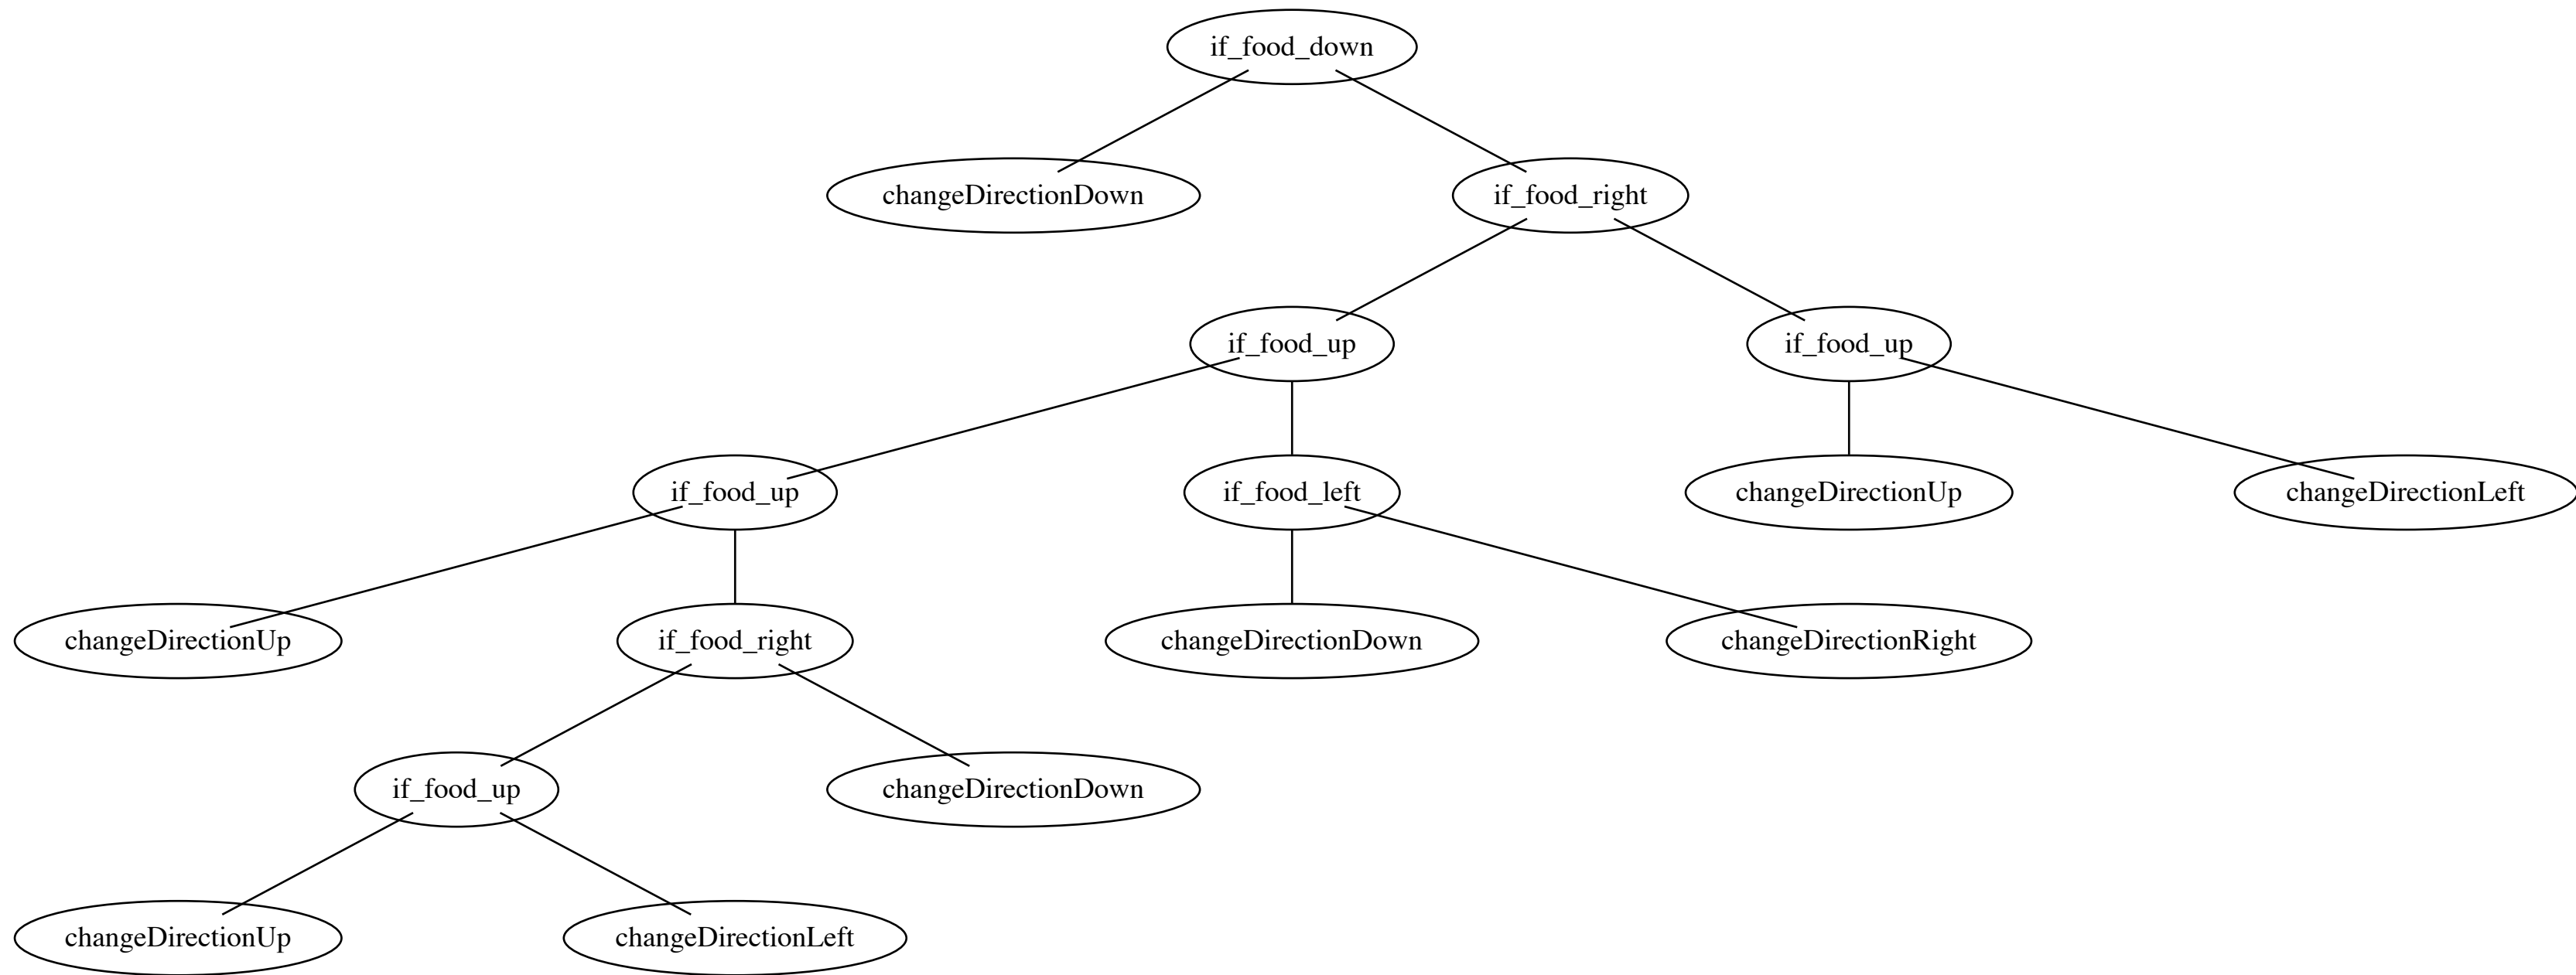 if_food_down
changeDirectionDown
if_food_right
if_food_up
if_food_up
if_food_up
if_food_left
changeDirectionUp
changeDirectionLeft
changeDirectionUp
if_food_right
changeDirectionDown
changeDirectionRight
if_food_up
changeDirectionDown
changeDirectionUp
changeDirectionLeft